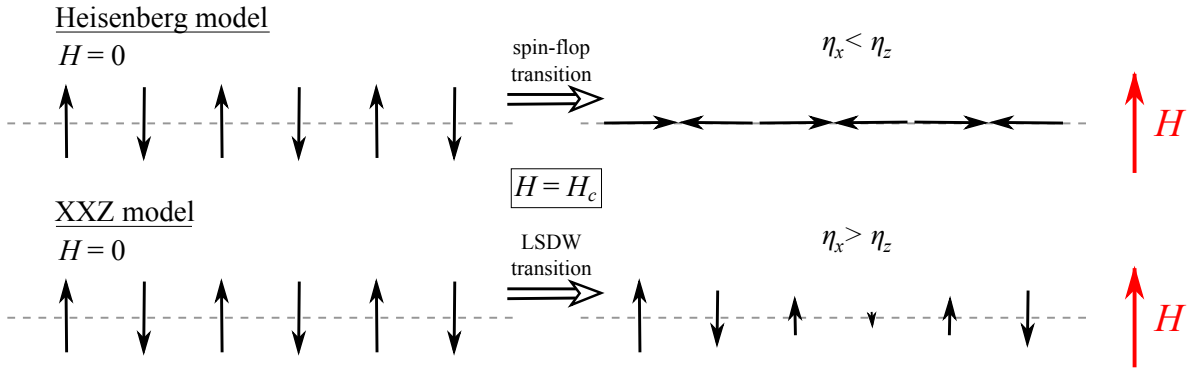 Heisenberg model
H = 0
spin-flop
transition
ηx < ηz
H
H = Hc
XXZ model
H = 0
LSDW
transition
ηx > ηz
H